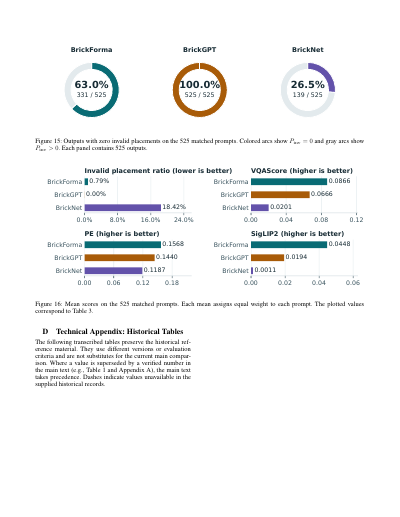 BrickForma
BrickGPT
BrickNet
63.0%
331 / 525
100.0%
525 / 525
26.5%
139 / 525
Figure 15: Outputs with zero invalid placements on the 525 matched prompts. Colored arcs show = 0 and gray arcs show
> 0. Each panel contains 525 outputs.
Invalid placement ratio (lower is better)
BrickForma 0.79%
BrickGPT 0.00%
BrickNet 18.42%
0.0% 8.0% 16.0% 24.0%
VQAScore (higher is better)
BrickForma 0.0866
BrickGPT 0.0666
BrickNet 0.0201
0.00 0.04 0.08 0.12
PE (higher is better)
BrickForma 0.1568
BrickGPT 0.1440
BrickNet 0.1187
0.00 0.06 0.12 0.18
SigLIP2 (higher is better)
BrickForma 0.0448
BrickGPT 0.0194
BrickNet 0.0011
0.00 0.02 0.04 0.06
Figure 16: Mean scores on the 525 matched prompts. Each mean assigns equal weight to each prompt. The plotted values
correspond to Table 3.
D Technical Appendix: Historical Tables
The following transcribed tables preserve the historical ref-
erence material. They use different versions or evaluation
criteria and are not substitutes for the current main compar-
ison. Where a value is superseded by a verified number in
the main text (e.g., Table 1 and Appendix A), the main text
takes precedence. Dashes indicate values unavailable in the
supplied historical records.